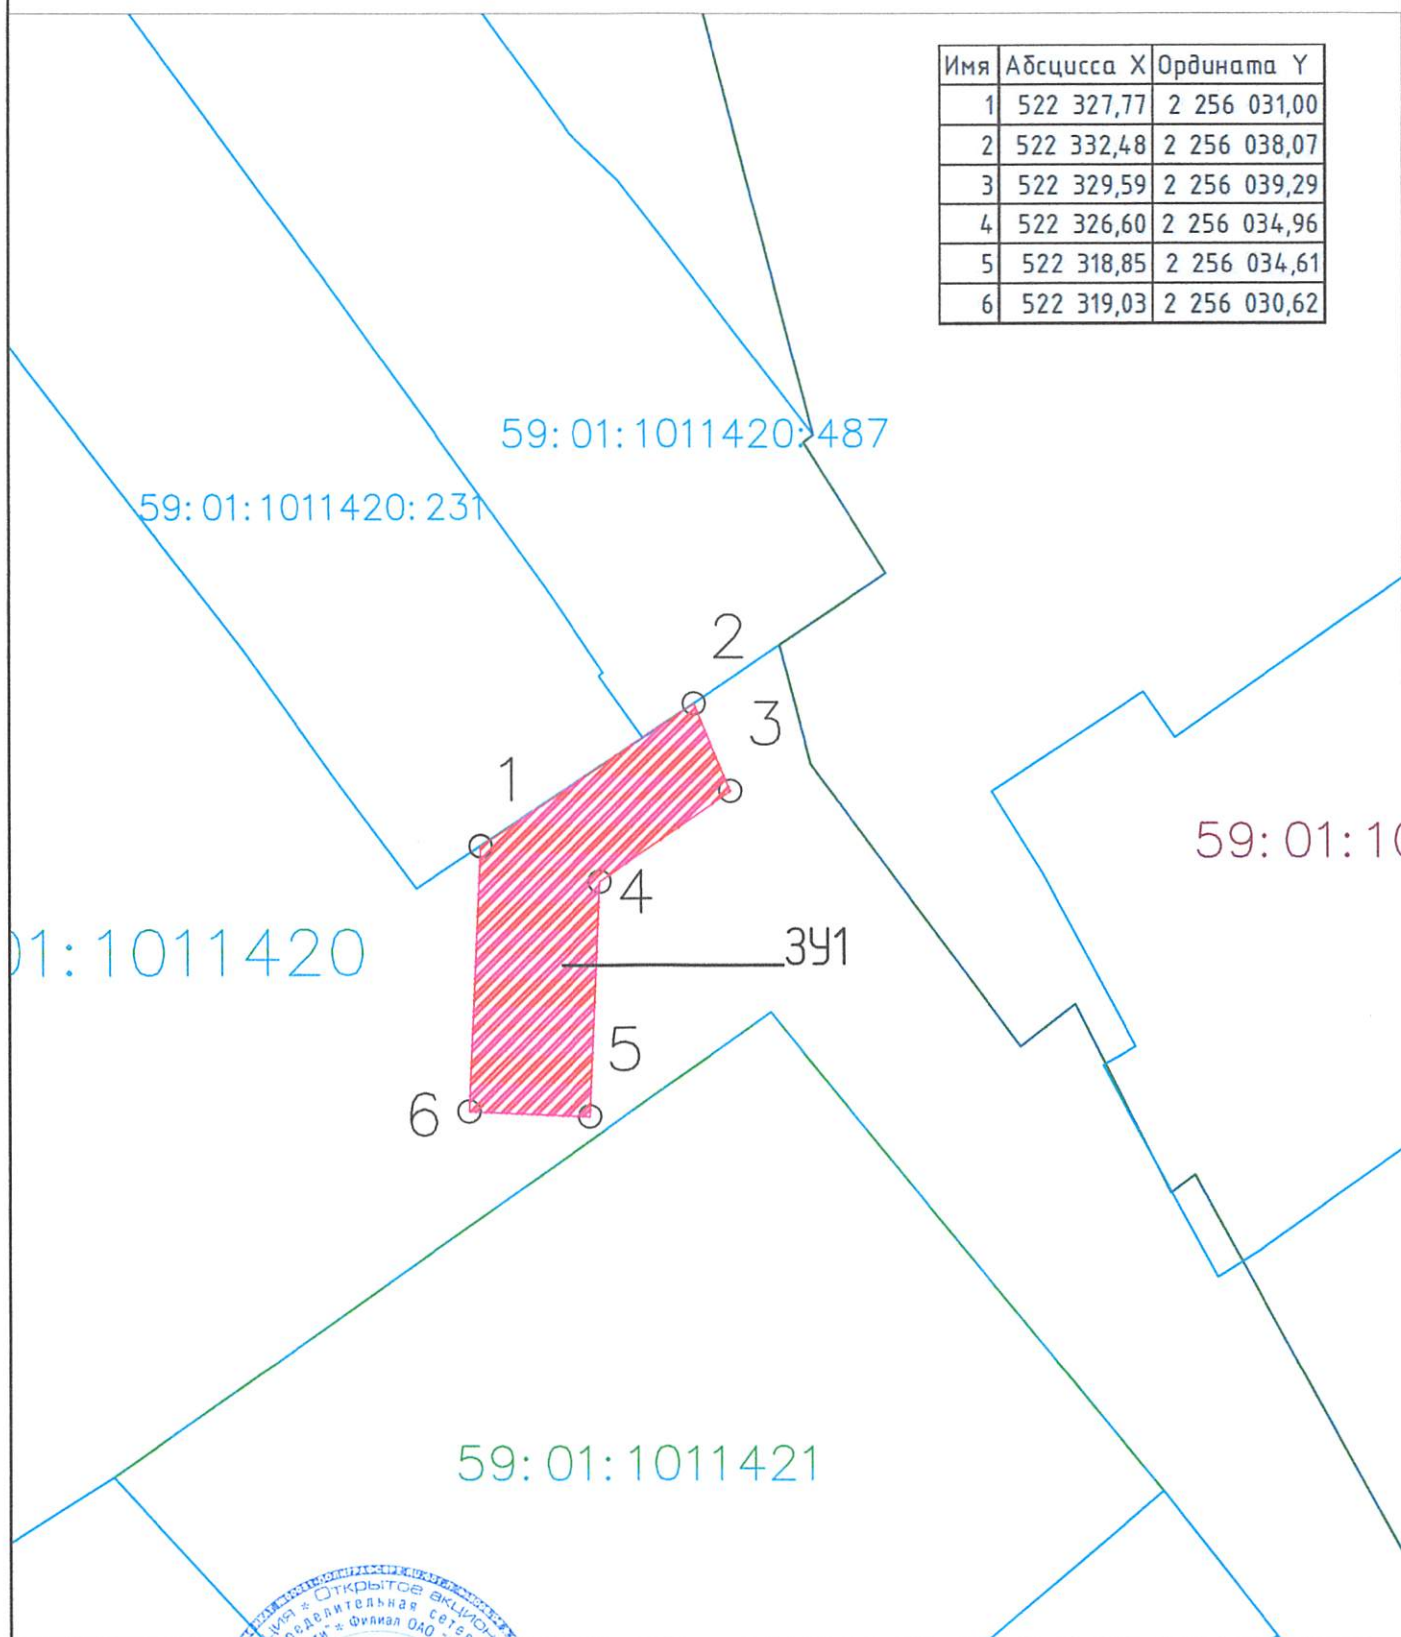 Имя Абсцисса X Ордината Y
1 522 327,77 2 256 031,00
2 522 332,48 2 256 038,07
3 522 329,59 2 256 039,29
4 522 326,60 2 256 034,96
5 522 318,85 2 256 034,61
6 522 319,03 2 256 030,62
59:01:1011420:487
59:01:1011420:231
2
3
1
59:01:10
4
ЗУ1
01:1011420
5
6
59:01:1011421
* Открытое акцион
* Филиал ОАО